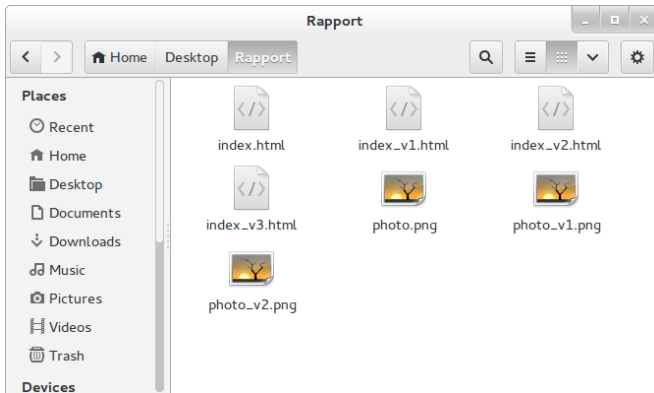 Rapport
Home Desktop Rapport
Places
Recent
Home
Desktop
Documents
Downloads
Music
Pictures
Videos
Trash
Devices
index.html index_v1.html index_v2.html
index_v3.html photo.png photo_v1.png
photo_v2.png